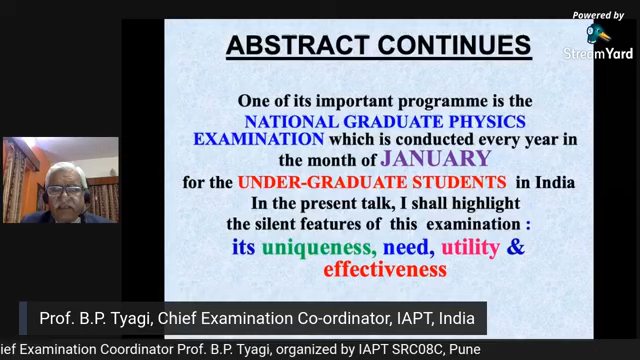 Powered by
StreamYard
ABSTRACT CONTINUES
One of its important programme is the
NATIONAL GRADUATE PHYSICS
EXAMINATION which is conducted every year in
the month of JANUARY
for the UNDER-GRADUATE STUDENTS in India
In the present talk, I shall highlight
the silent features of this examination :
its uniqueness, need, utility &
effectiveness
Prof. B.P. Tyagi, Chief Examination Co-ordinator, IAPT, India
ief Examination Coordinator Prof. B.P. Tyagi, organized by IAPT SRC08C, Pune